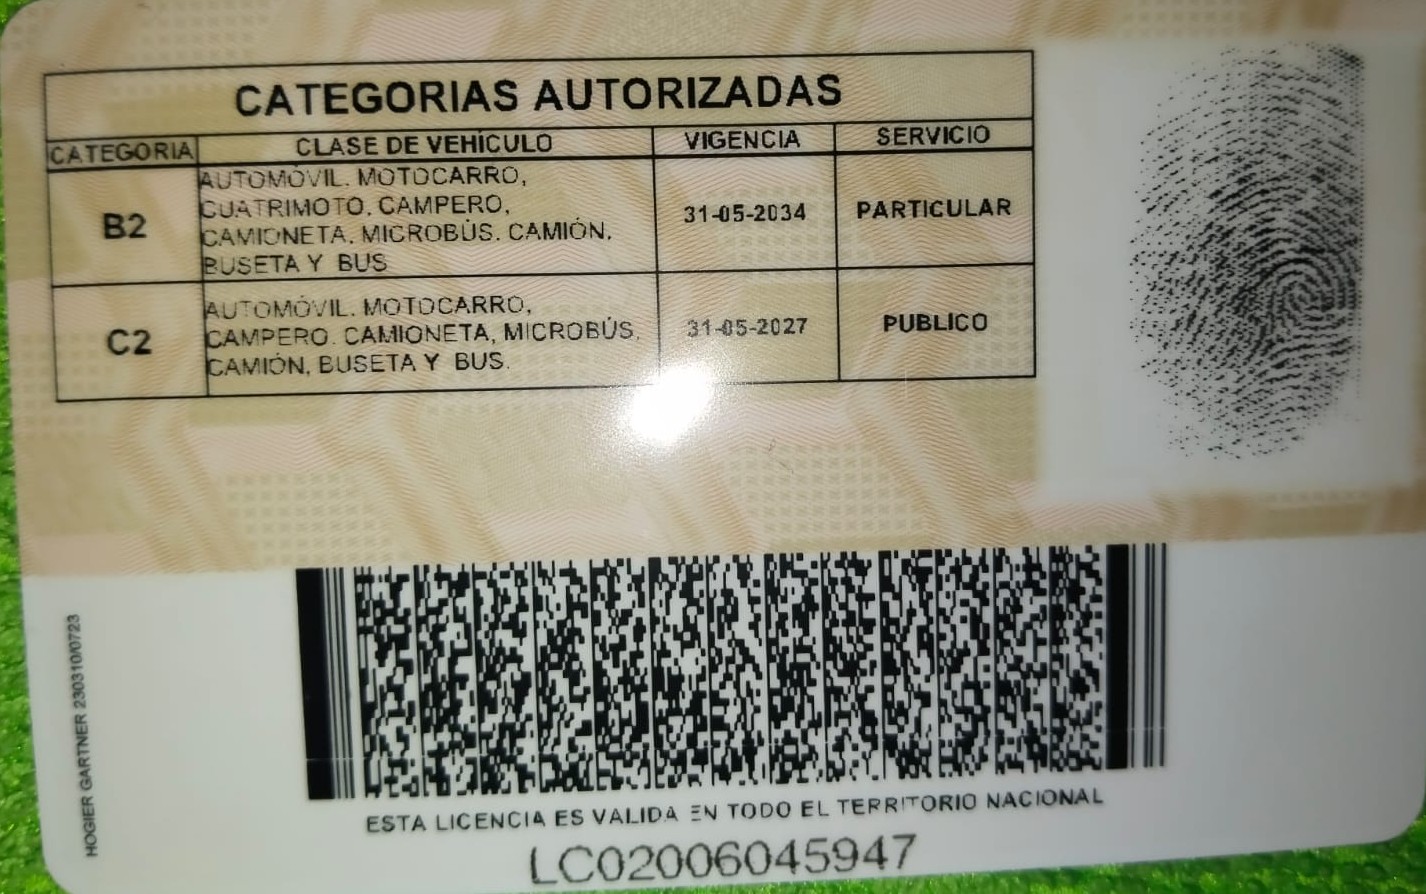 CATEGORIAS AUTORIZADAS
CATEGORIA CLASE DE VEHÍCULO VIGENCIA SERVICIO
B2
AUTOMÓVIL. MOTOCARRO,
CUATRIMOTO. CAMPERO,
CAMIONETA. MICROBÚS. CAMIÓN,
BUSETA Y BUS
31-05-2034
PARTICULAR
C2
AUTOMÓVIL. MOTOCARRO,
CAMPERO. CAMIONETA, MICROBÚS,
CAMIÓN, BUSETA Y BUS.
31-05-2027
PUBLICO
HOGIER GARTNER 230310/0723
ESTA LICENCIA ES VALIDA EN TODO EL TERRITORIO NACIONAL
LC02006045947